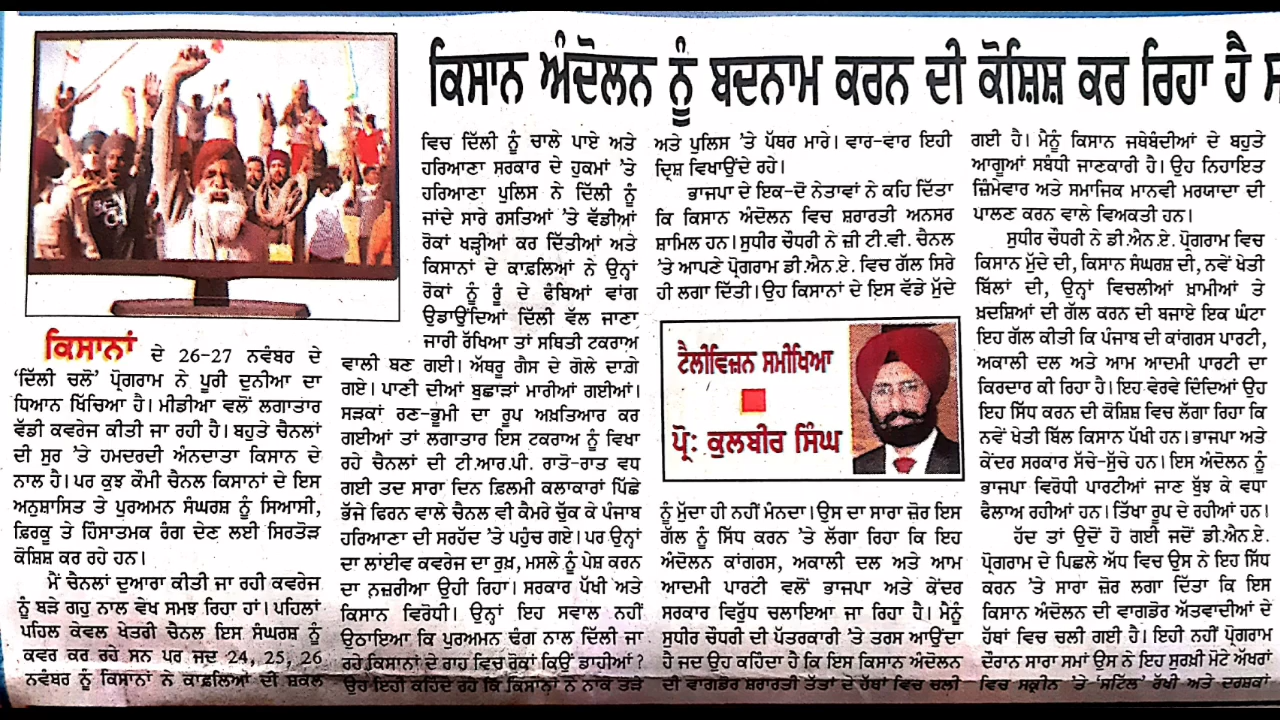 ਕਿਸਾਨ ਅੰਦੋਲਨ ਨੂੰ ਬਦਨਾਮ ਕਰਨ ਦੀ ਕੋਸ਼ਿਸ਼ ਕਰ ਰਿਹਾ ਹੈ
ਕਿਸਾਨਾਂ ਦੇ 26-27 ਨਵੰਬਰ ਦੇ
'ਦਿੱਲੀ ਚਲੋ' ਪ੍ਰੋਗਰਾਮ ਨੇ ਪੂਰੀ ਦੁਨੀਆ ਦਾ
ਧਿਆਨ ਖਿੱਚਿਆ ਹੈ। ਮੀਡੀਆ ਵਲੋਂ ਲਗਾਤਾਰ
ਵੱਡੀ ਕਵਰੇਜ ਕੀਤੀ ਜਾ ਰਹੀ ਹੈ। ਬਹੁਤੇ ਚੈਨਲਾਂ
ਦੀ ਸੁਰ 'ਤੇ ਹਮਦਰਦੀ ਅੰਨਦਾਤਾ ਕਿਸਾਨ ਦੇ
ਨਾਲ ਹੈ। ਪਰ ਕੁਝ ਕੌਮੀ ਚੈਨਲ ਕਿਸਾਨਾਂ ਦੇ ਇਸ
ਅਨੁਸ਼ਾਸਿਤ ਤੇ ਪੁਰਅਮਨ ਸੰਘਰਸ਼ ਨੂੰ ਸਿਆਸੀ,
ਫ਼ਿਰਕੂ ਤੇ ਹਿੰਸਾਤਮਕ ਰੰਗ ਦੇਣ ਲਈ ਸਿਰਤੋੜ
ਕੋਸ਼ਿਸ਼ ਕਰ ਰਹੇ ਹਨ।
ਮੈਂ ਚੈਨਲਾਂ ਦੁਆਰਾ ਕੀਤੀ ਜਾ ਰਹੀ ਕਵਰੇਜ
ਨੂੰ ਬੜੇ ਗਹੁ ਨਾਲ ਵੇਖ ਸਮਝ ਰਿਹਾ ਹਾਂ। ਪਹਿਲਾਂ
ਪਹਿਲ ਕੇਵਲ ਖੇਤਰੀ ਚੈਨਲ ਇਸ ਸੰਘਰਸ਼ ਨੂੰ
ਕਵਰ ਕਰ ਰਹੇ ਸਨ ਪਰ ਜਦ 24, 25, 26
ਨਵੰਬਰ ਨੂੰ ਕਿਸਾਨਾਂ ਨੇ ਕਾਫ਼ਲਿਆਂ ਦੀ ਸ਼ਕਲ
ਵਿਚ ਦਿੱਲੀ ਨੂੰ ਚਾਲੇ ਪਾਏ ਅਤੇ
ਹਰਿਆਣਾ ਸਰਕਾਰ ਦੇ ਹੁਕਮਾਂ 'ਤੇ
ਹਰਿਆਣਾ ਪੁਲਿਸ ਨੇ ਦਿੱਲੀ ਨੂੰ
ਜਾਂਦੇ ਸਾਰੇ ਰਸਤਿਆਂ 'ਤੇ ਵੱਡੀਆਂ
ਰੋਕਾਂ ਖੜ੍ਹੀਆਂ ਕਰ ਦਿੱਤੀਆਂ ਅਤੇ
ਕਿਸਾਨਾਂ ਦੇ ਕਾਫ਼ਲਿਆਂ ਨੇ ਉਨ੍ਹਾਂ
ਰੋਕਾਂ ਨੂੰ ਰੂੰ ਦੇ ਫੰਬਿਆਂ ਵਾਂਗ
ਉਡਾਉਂਦਿਆਂ ਦਿੱਲੀ ਵੱਲ ਜਾਣਾ
ਜਾਰੀ ਰੱਖਿਆ ਤਾਂ ਸਥਿਤੀ ਟਕਰਾਅ
ਵਾਲੀ ਬਣ ਗਈ। ਅੱਥਰੂ ਗੈਸ ਦੇ ਗੋਲੇ ਦਾਗ਼ੇ
ਗਏ। ਪਾਣੀ ਦੀਆਂ ਬੁਛਾੜਾਂ ਮਾਰੀਆਂ ਗਈਆਂ।
ਸੜਕਾਂ ਰਣ-ਭੂਮੀ ਦਾ ਰੂਪ ਅਖ਼ਤਿਆਰ ਕਰ
ਗਈਆਂ ਤਾਂ ਲਗਾਤਾਰ ਇਸ ਟਕਰਾਅ ਨੂੰ ਵਿਖਾ
ਰਹੇ ਚੈਨਲਾਂ ਦੀ ਟੀ.ਆਰ.ਪੀ. ਰਾਤੋ-ਰਾਤ ਵਧ
ਗਈ ਤਦ ਸਾਰਾ ਦਿਨ ਫ਼ਿਲਮੀ ਕਲਾਕਾਰਾਂ ਪਿੱਛੇ
ਭੱਜੇ ਫਿਰਨ ਵਾਲੇ ਚੈਨਲ ਵੀ ਕੈਮਰੇ ਚੁੱਕ ਕੇ ਪੰਜਾਬ
ਹਰਿਆਣਾ ਦੀ ਸਰਹੱਦ 'ਤੇ ਪਹੁੰਚ ਗਏ। ਪਰ ਉਨ੍ਹਾਂ
ਦਾ ਲਾਈਵ ਕਵਰੇਜ ਦਾ ਰੁਖ਼, ਮਸਲੇ ਨੂੰ ਪੇਸ਼ ਕਰਨ
ਦਾ ਨਜ਼ਰੀਆ ਉਹੀ ਰਿਹਾ। ਸਰਕਾਰ ਪੱਖੀ ਅਤੇ
ਕਿਸਾਨ ਵਿਰੋਧੀ। ਉਨ੍ਹਾਂ ਇਹ ਸਵਾਲ ਨਹੀਂ
ਉਠਾਇਆ ਕਿ ਪੁਰਅਮਨ ਢੰਗ ਨਾਲ ਦਿੱਲੀ ਜਾ
ਰਹੇ ਕਿਸਾਨਾਂ ਦੇ ਰਾਹ ਵਿਚ ਰੋਕਾਂ ਕਿਉਂ ਡਾਹੀਆਂ?
ਉਹ ਇਹੀ ਕਹਿੰਦੇ ਰਹੇ ਕਿ ਕਿਸਾਨਾਂ ਨੇ ਨਾਕੇ ਤੋੜੇ
ਅਤੇ ਪੁਲਿਸ 'ਤੇ ਪੱਥਰ ਮਾਰੇ। ਵਾਰ-ਵਾਰ ਇਹੀ
ਦ੍ਰਿਸ਼ ਵਿਖਾਉਂਦੇ ਰਹੇ।
ਭਾਜਪਾ ਦੇ ਇਕ-ਦੋ ਨੇਤਾਵਾਂ ਨੇ ਕਹਿ ਦਿੱਤਾ
ਕਿ ਕਿਸਾਨ ਅੰਦੋਲਨ ਵਿਚ ਸ਼ਰਾਰਤੀ ਅਨਸਰ
ਸ਼ਾਮਿਲ ਹਨ। ਸੁਧੀਰ ਚੌਧਰੀ ਨੇ ਜ਼ੀ ਟੀ.ਵੀ. ਚੈਨਲ
'ਤੇ ਆਪਣੇ ਪ੍ਰੋਗਰਾਮ ਡੀ.ਐਨ.ਏ. ਵਿਚ ਗੱਲ ਸਿਰੇ
ਹੀ ਲਗਾ ਦਿੱਤੀ। ਉਹ ਕਿਸਾਨਾਂ ਦੇ ਇਸ ਵੱਡੇ ਮੁੱਦੇ
ਟੈਲੀਵਿਜ਼ਨ ਸਮੀਖਿਆ
ਪ੍ਰੋ: ਕੁਲਬੀਰ ਸਿੰਘ
ਨੂੰ ਮੁੱਦਾ ਹੀ ਨਹੀਂ ਮੰਨਦਾ। ਉਸ ਦਾ ਸਾਰਾ ਜ਼ੋਰ ਇਸ
ਗੱਲ ਨੂੰ ਸਿੱਧ ਕਰਨ 'ਤੇ ਲੱਗਾ ਰਿਹਾ ਕਿ ਇਹ
ਅੰਦੋਲਨ ਕਾਂਗਰਸ, ਅਕਾਲੀ ਦਲ ਅਤੇ ਆਮ
ਆਦਮੀ ਪਾਰਟੀ ਵਲੋਂ ਭਾਜਪਾ ਅਤੇ ਕੇਂਦਰ
ਸਰਕਾਰ ਵਿਰੁੱਧ ਚਲਾਇਆ ਜਾ ਰਿਹਾ ਹੈ। ਮੈਨੂੰ
ਸੁਧੀਰ ਚੌਧਰੀ ਦੀ ਪੱਤਰਕਾਰੀ 'ਤੇ ਤਰਸ ਆਉਂਦਾ
ਹੈ ਜਦ ਉਹ ਕਹਿੰਦਾ ਹੈ ਕਿ ਇਸ ਕਿਸਾਨ ਅੰਦੋਲਨ
ਦੀ ਵਾਗਡੋਰ ਸ਼ਰਾਰਤੀ ਤੱਤਾਂ ਦੇ ਹੱਥਾਂ ਵਿਚ ਚਲੀ
ਗਈ ਹੈ। ਮੈਨੂੰ ਕਿਸਾਨ ਜਥੇਬੰਦੀਆਂ ਦੇ ਬਹੁਤੇ
ਆਗੂਆਂ ਸਬੰਧੀ ਜਾਣਕਾਰੀ ਹੈ। ਉਹ ਨਿਹਾਇਤ
ਜ਼ਿੰਮੇਵਾਰ ਅਤੇ ਸਮਾਜਿਕ ਮਾਨਵੀ ਮਰਯਾਦਾ ਦੀ
ਪਾਲਣ ਕਰਨ ਵਾਲੇ ਵਿਅਕਤੀ ਹਨ।
ਸੁਧੀਰ ਚੌਧਰੀ ਨੇ ਡੀ.ਐਨ.ਏ. ਪ੍ਰੋਗਰਾਮ ਵਿਚ
ਕਿਸਾਨ ਮੁੱਦੇ ਦੀ, ਕਿਸਾਨ ਸੰਘਰਸ਼ ਦੀ, ਨਵੇਂ ਖੇਤੀ
ਬਿੱਲਾਂ ਦੀ, ਉਨ੍ਹਾਂ ਵਿਚਲੀਆਂ ਖ਼ਾਮੀਆਂ ਤੇ
ਖ਼ਦਸ਼ਿਆਂ ਦੀ ਗੱਲ ਕਰਨ ਦੀ ਬਜਾਏ ਇਕ ਘੰਟਾ
ਇਹ ਗੱਲ ਕੀਤੀ ਕਿ ਪੰਜਾਬ ਦੀ ਕਾਂਗਰਸ ਪਾਰਟੀ,
ਅਕਾਲੀ ਦਲ ਅਤੇ ਆਮ ਆਦਮੀ ਪਾਰਟੀ ਦਾ
ਕਿਰਦਾਰ ਕੀ ਰਿਹਾ ਹੈ। ਇਹ ਵੇਰਵੇ ਦਿੰਦਿਆਂ ਉਹ
ਇਹ ਸਿੱਧ ਕਰਨ ਦੀ ਕੋਸ਼ਿਸ਼ ਵਿਚ ਲੱਗਾ ਰਿਹਾ ਕਿ
ਨਵੇਂ ਖੇਤੀ ਬਿੱਲ ਕਿਸਾਨ ਪੱਖੀ ਹਨ। ਭਾਜਪਾ ਅਤੇ
ਕੇਂਦਰ ਸਰਕਾਰ ਸੱਚੇ-ਸੁੱਚੇ ਹਨ। ਇਸ ਅੰਦੋਲਨ ਨੂੰ
ਭਾਜਪਾ ਵਿਰੋਧੀ ਪਾਰਟੀਆਂ ਜਾਣ ਬੁੱਝ ਕੇ ਵਧਾ
ਫੈਲਾਅ ਰਹੀਆਂ ਹਨ। ਤਿੱਖਾ ਰੂਪ ਦੇ ਰਹੀਆਂ ਹਨ।
ਹੱਦ ਤਾਂ ਉਦੋਂ ਹੋ ਗਈ ਜਦੋਂ ਡੀ.ਐਨ.ਏ.
ਪ੍ਰੋਗਰਾਮ ਦੇ ਪਿਛਲੇ ਅੱਧ ਵਿਚ ਉਸ ਨੇ ਇਹ ਸਿੱਧ
ਕਰਨ 'ਤੇ ਸਾਰਾ ਜ਼ੋਰ ਲਗਾ ਦਿੱਤਾ ਕਿ ਇਸ
ਕਿਸਾਨ ਅੰਦੋਲਨ ਦੀ ਵਾਗਡੋਰ ਅੱਤਵਾਦੀਆਂ ਦੇ
ਹੱਥਾਂ ਵਿਚ ਚਲੀ ਗਈ ਹੈ। ਇਹੀ ਨਹੀਂ ਪ੍ਰੋਗਰਾਮ
ਦੌਰਾਨ ਸਾਰਾ ਸਮਾਂ ਉਸ ਨੇ ਇਹ ਸੁਰਖ਼ੀ ਮੋਟੇ ਅੱਖਰਾਂ
ਵਿਚ ਸਕ੍ਰੀਨ 'ਤੇ 'ਸਟਿੱਲ' ਰੱਖੀ ਅਤੇ ਦਰਸ਼ਕਾਂ